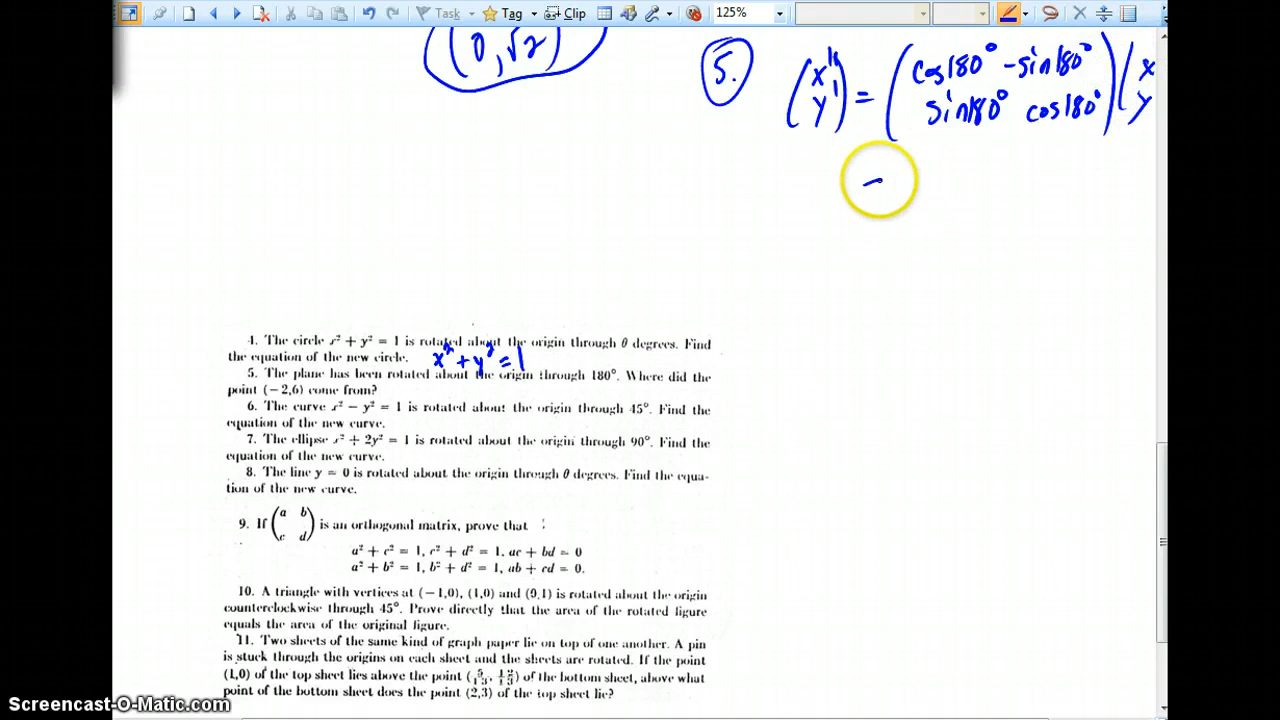 Task Tag Clip 125%
(0, √2)
5. (x' y') = (cos180° -sin180° sin180° cos180°) (x y
=
4. The circle x² + y² = 1 is rotated about the origin through θ degrees. Find
the equation of the new circle. x² + y² = 1
5. The plane has been rotated about the origin through 180°. Where did the
point (−2,6) come from?
6. The curve x² − y² = 1 is rotated about the origin through 45°. Find the
equation of the new curve.
7. The ellipse x² + 2y² = 1 is rotated about the origin through 90°. Find the
equation of the new curve.
8. The line y = 0 is rotated about the origin through θ degrees. Find the equa-
tion of the new curve.
9. If (a b c d) is an orthogonal matrix, prove that
a² + c² = 1, c² + d² = 1, ac + bd = 0
a² + b² = 1, b² + d² = 1, ab + cd = 0.
10. A triangle with vertices at (−1,0), (1,0) and (0,1) is rotated about the origin
counterclockwise through 45°. Prove directly that the area of the rotated figure
equals the area of the original figure.
11. Two sheets of the same kind of graph paper lie on top of one another. A pin
is stuck through the origins on each sheet and the sheets are rotated. If the point
(1,0) of the top sheet lies above the point (5/13, 12/13) of the bottom sheet, above what
point of the bottom sheet does the point (2,3) of the top sheet lie?
Screencast-O-Matic.com